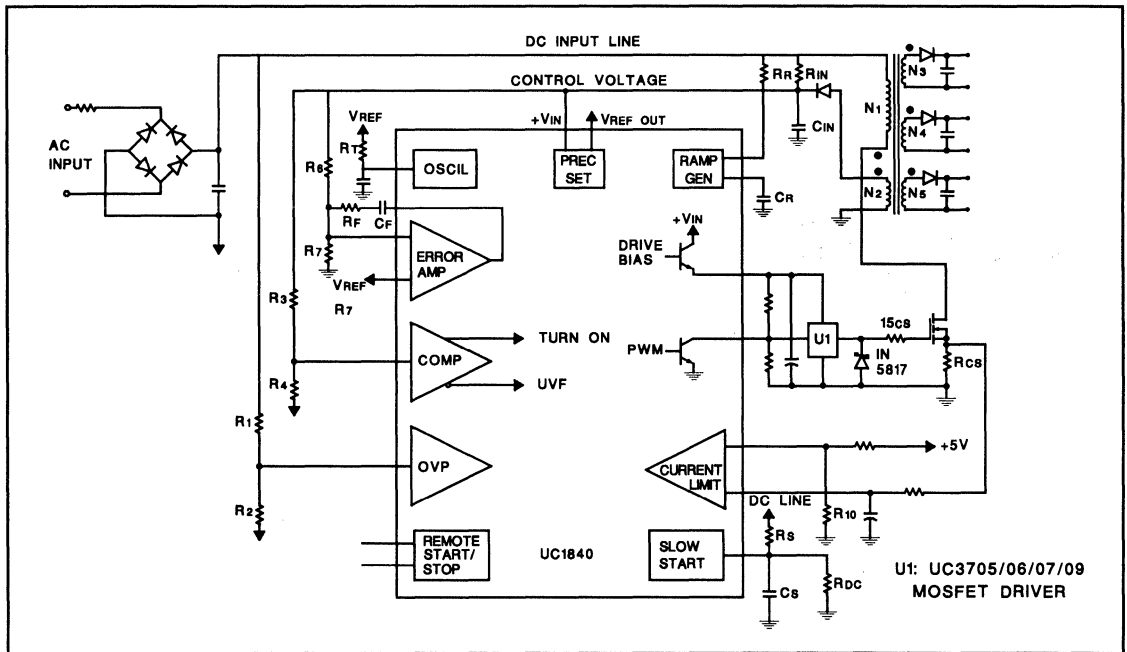 DC INPUT LINE
CONTROL VOLTAGE
RR
RIN
N3
N1
VREF
+VIN
VREF OUT
CIN
AC
INPUT
RT
N4
R6
OSCIL
PREC
SET
RAMP
GEN
N2
N5
CR
RF
CF
+VIN
R7
ERROR
AMP
DRIVE
BIAS
VREF
R7
R3
15CS
TURN ON
U1
COMP
PWM
IN
5817
RCS
R4
UVF
R1
+5V
OVP
CURRENT
LIMIT
DC LINE
R2
R10
RS
REMOTE
START/
STOP
UC1840
SLOW
START
CS
RDC
U1: UC3705/06/07/09
MOSFET DRIVER